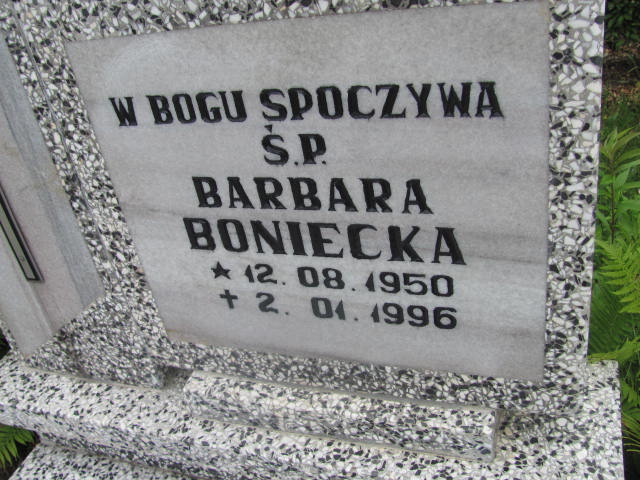 W BOGU SPOCZYWA
Ś.P.
BARBARA
BONIECKA
★ 12. 08. 1950
✝ 2. 01. 1996